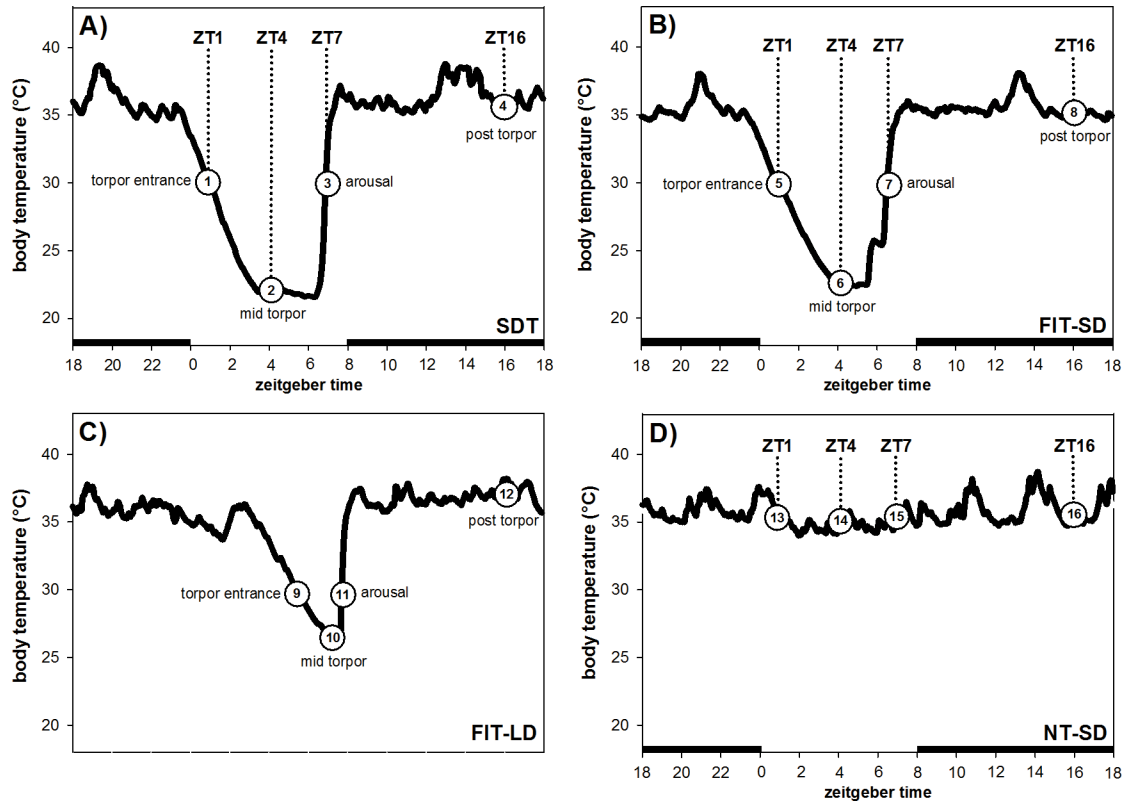 A)
ZT1 ZT4 ZT7 ZT16
body temperature (°C)
40
35
30
25
20
torpor entrance 1
2
mid torpor
3 arousal
4
post torpor
SDT
18 20 22 0 2 4 6 8 10 12 14 16 18
zeitgeber time
B)
ZT1 ZT4 ZT7 ZT16
body temperature (°C)
40
35
30
25
20
torpor entrance 5
6
mid torpor
7 arousal
8
post torpor
FIT-SD
18 20 22 0 2 4 6 8 10 12 14 16 18
zeitgeber time
C)
body temperature (°C)
40
35
30
25
20
torpor entrance 9
10
mid torpor
11 arousal
12
post torpor
FIT-LD
D)
ZT1 ZT4 ZT7 ZT16
body temperature (°C)
40
35
30
25
20
13 14 15 16
NT-SD
18 20 22 0 2 4 6 8 10 12 14 16 18
zeitgeber time